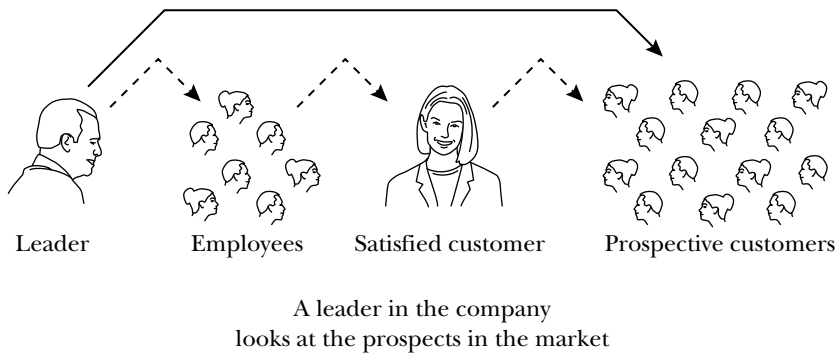 Leader
Employees
Satisfied customer
Prospective customers
A leader in the company
looks at the prospects in the market